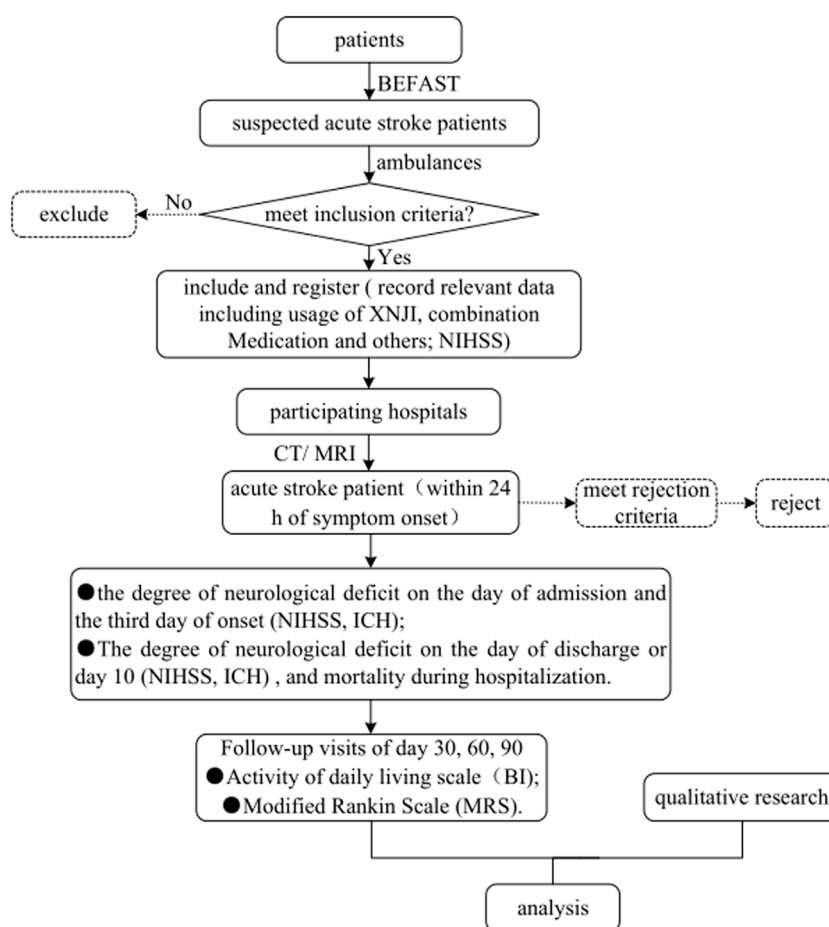 patients
BEFAST
suspected acute stroke patients
ambulances
No
exclude
meet inclusion criteria?
Yes
include and register ( record relevant data
including usage of XNJI, combination
Medication and others; NIHSS)
participating hospitals
CT/ MRI
acute stroke patient（within 24
h of symptom onset）
meet rejection
criteria
reject
●the degree of neurological deficit on the day of admission and
the third day of onset (NIHSS, ICH);
●The degree of neurological deficit on the day of discharge or
day 10 (NIHSS, ICH) , and mortality during hospitalization.
Follow-up visits of day 30, 60, 90
●Activity of daily living scale（BI);
●Modified Rankin Scale (MRS).
qualitative research
analysis